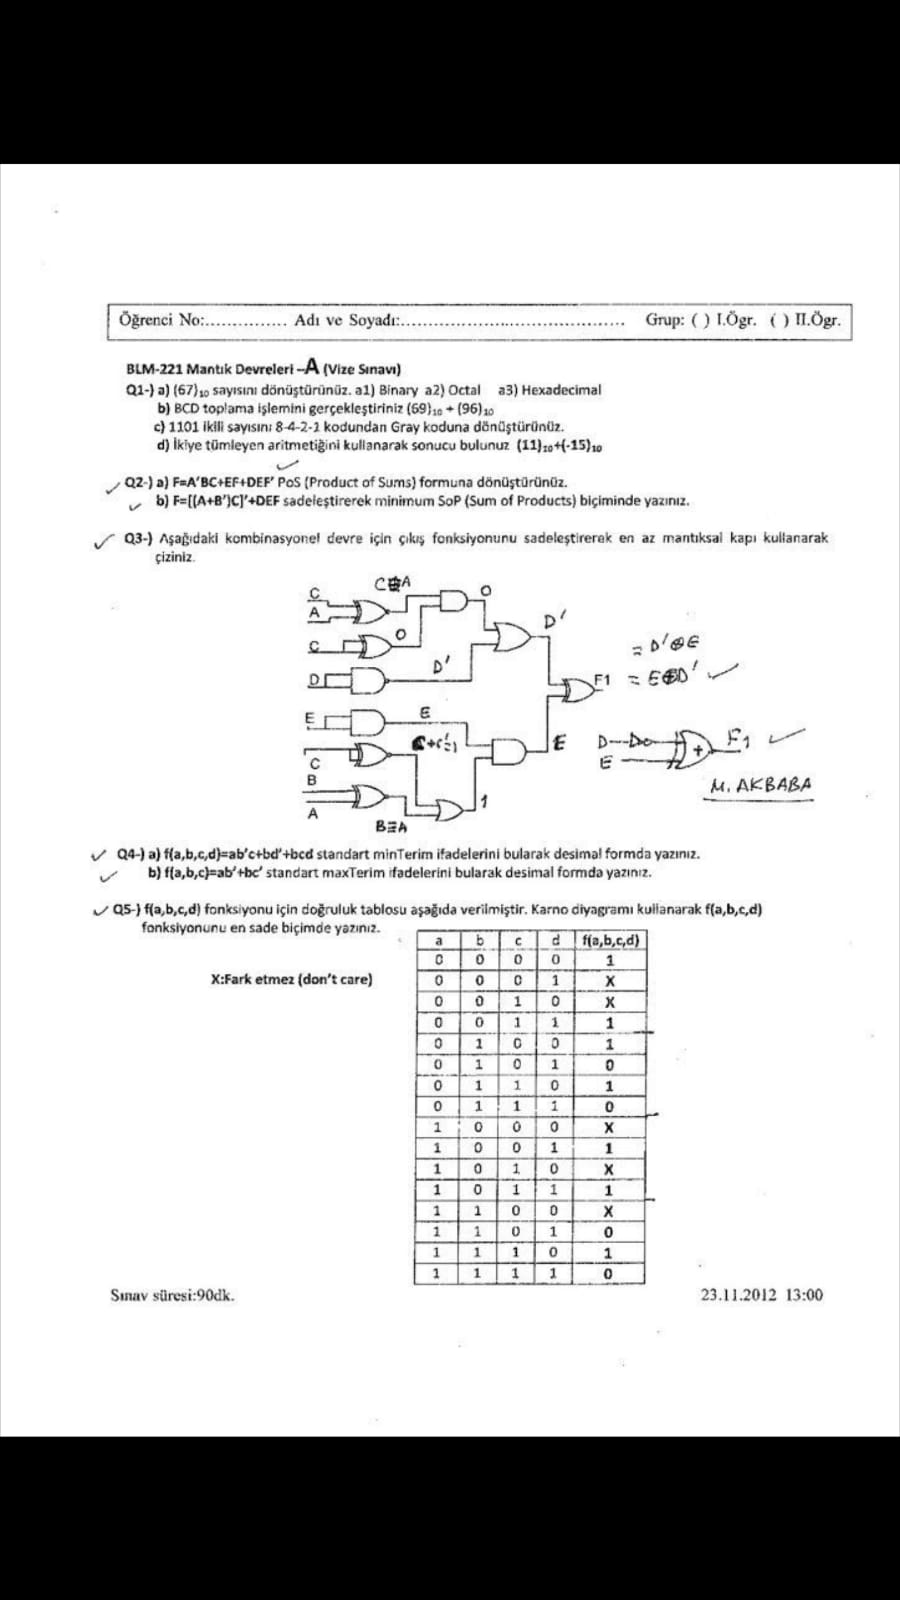 Öğrenci No:............... Adı ve Soyadı:....................................... Grup: ( ) I.Ögr. ( ) II.Ögr.
BLM-221 Mantık Devreleri –A (Vize Sınavı)
Q1-) a) (67)₁₀ sayısını dönüştürünüz. a1) Binary a2) Octal a3) Hexadecimal
b) BCD toplama işlemini gerçekleştiriniz (69)₁₀ + (96)₁₀
c) 1101 ikili sayısını 8-4-2-1 kodundan Gray koduna dönüştürünüz.
d) İkiye tümleyen aritmetiğini kullanarak sonucu bulunuz (11)₁₀+(-15)₁₀
Q2-) a) F=A'BC+EF+DEF' PoS (Product of Sums) formuna dönüştürünüz.
b) F=[(A+B')C]'+DEF sadeleştirerek minimum SoP (Sum of Products) biçiminde yazınız.
Q3-) Aşağıdaki kombinasyonel devre için çıkış fonksiyonunu sadeleştirerek en az mantıksal kapı kullanarak
çiziniz.
C A
C
A
0
C
0
D'
= D'⊕E
D
D'
F1 = E⊕D' ✓
E
E
C
+c'=1
E
D
E
F1 ✓
B
A
1
B≡A
M. AKBABA
Q4-) a) f(a,b,c,d)=ab'c+bd'+bcd standart minTerim ifadelerini bularak desimal formda yazınız.
b) f(a,b,c)=ab'+bc' standart maxTerim ifadelerini bularak desimal formda yazınız.
Q5-) f(a,b,c,d) fonksiyonu için doğruluk tablosu aşağıda verilmiştir. Karno diyagramı kullanarak f(a,b,c,d)
fonksiyonunu en sade biçimde yazınız.
X:Fark etmez (don't care)
a b c d f(a,b,c,d)
0 0 0 0 1
0 0 0 1 X
0 0 1 0 X
0 0 1 1 1
0 1 0 0 1
0 1 0 1 0
0 1 1 0 1
0 1 1 1 0
1 0 0 0 X
1 0 0 1 1
1 0 1 0 X
1 0 1 1 1
1 1 0 0 X
1 1 0 1 0
1 1 1 0 1
1 1 1 1 0
Sınav süresi:90dk. 23.11.2012 13:00